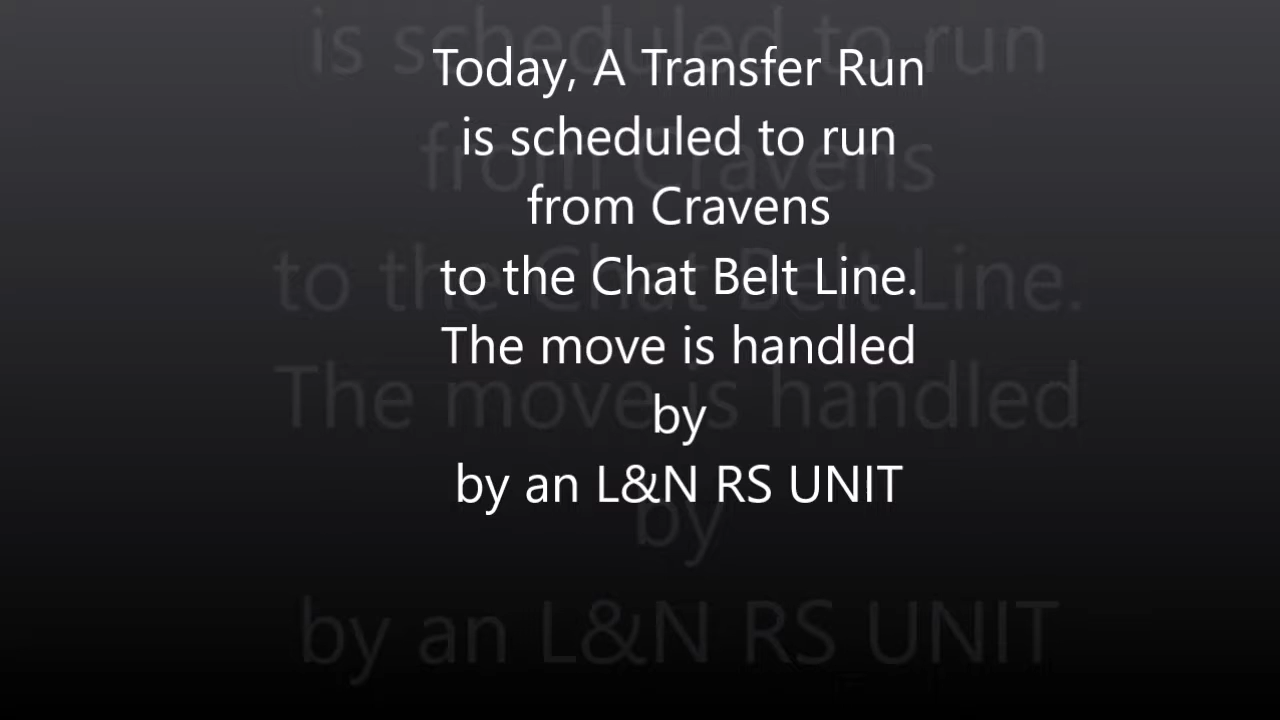 Today, A Transfer Run
is scheduled to run
from Cravens
to the Chat Belt Line.
The move is handled
by
by an L&N RS UNIT